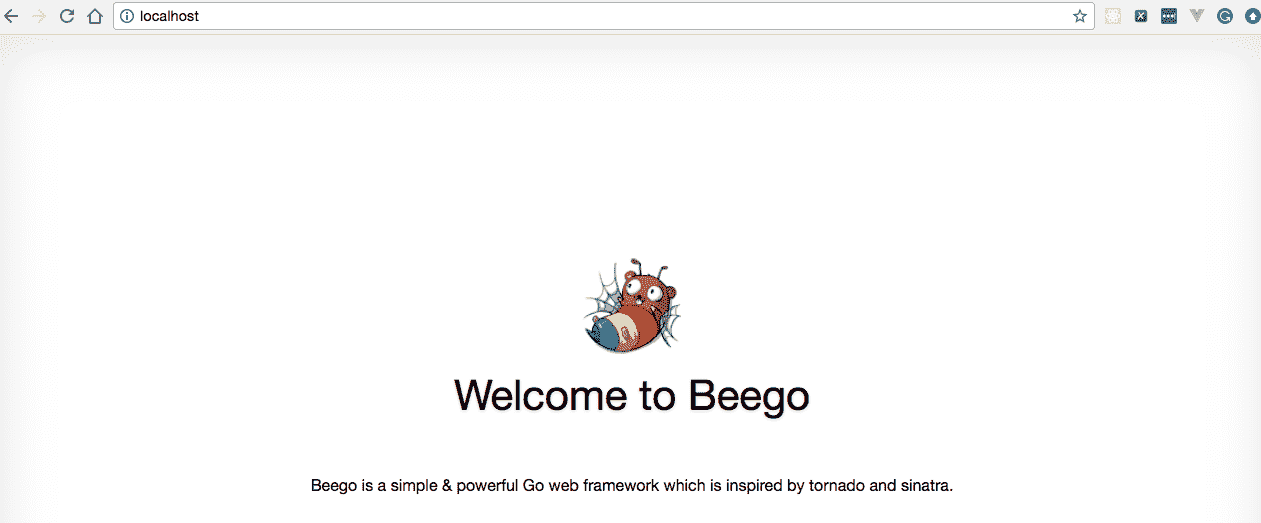 localhost
Welcome to Beego
Beego is a simple & powerful Go web framework which is inspired by tornado and sinatra.